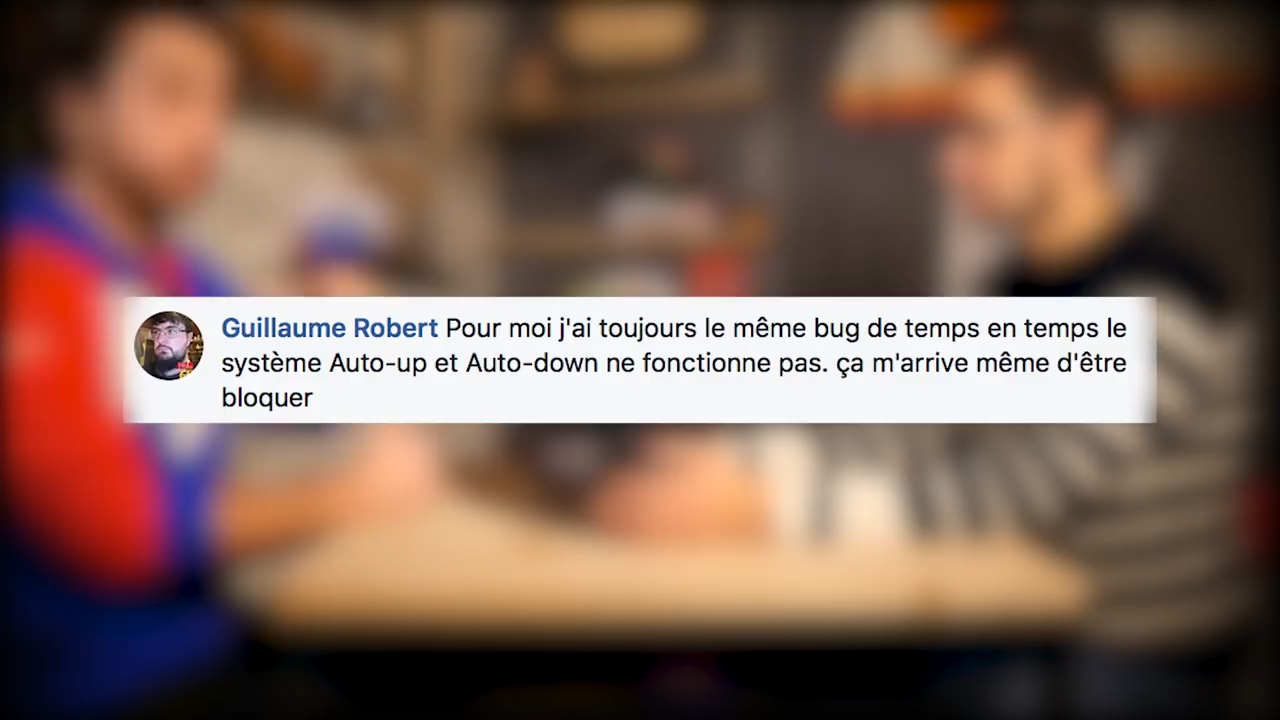 Guillaume Robert Pour moi j'ai toujours le même bug de temps en temps le
système Auto-up et Auto-down ne fonctionne pas. ça m'arrive même d'être
bloquer